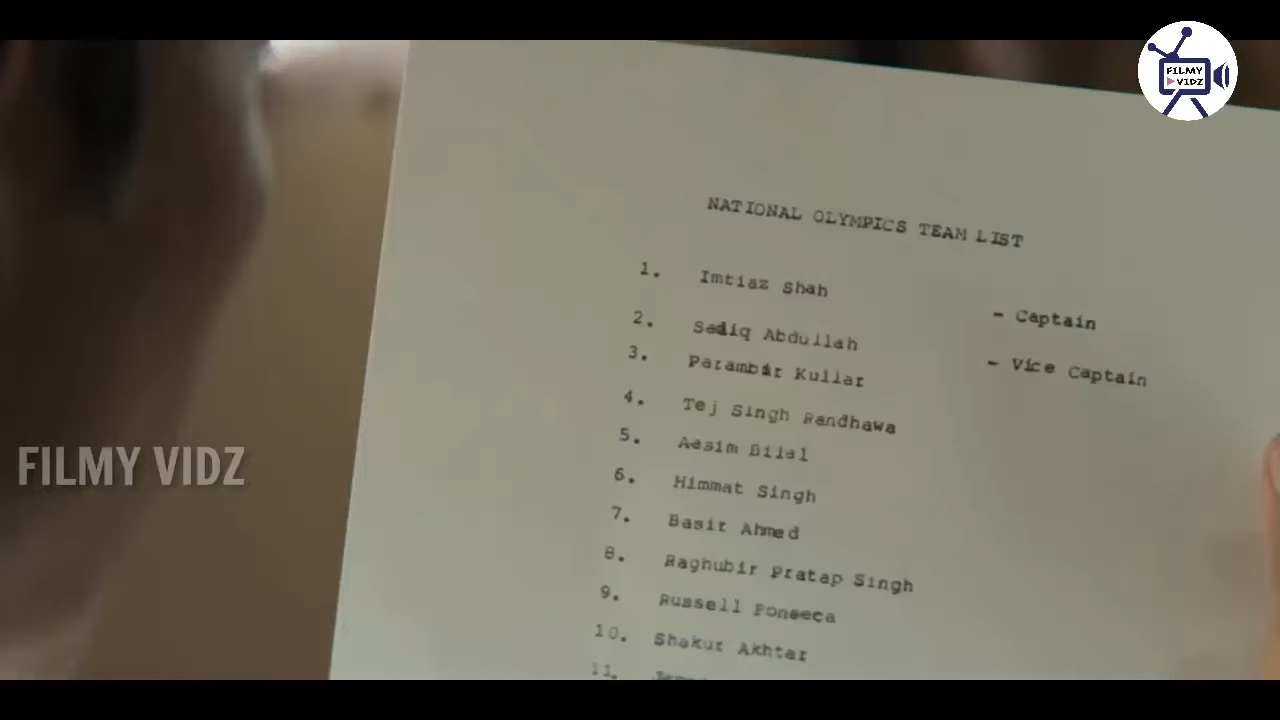 FILMY
VIDZ
NATIONAL OLYMPICS TEAM LIST
1. Imtiaz Shah - Captain
2. Sadiq Abdullah - Vice Captain
3. Parambir Kullar
4. Tej Singh Randhawa
5. Aasim Bilal
6. Himmat Singh
7. Basir Ahmed
8. Raghubir Pratap Singh
9. Russell Fonseca
10. Shakur Akhtar
11.
FILMY VIDZ